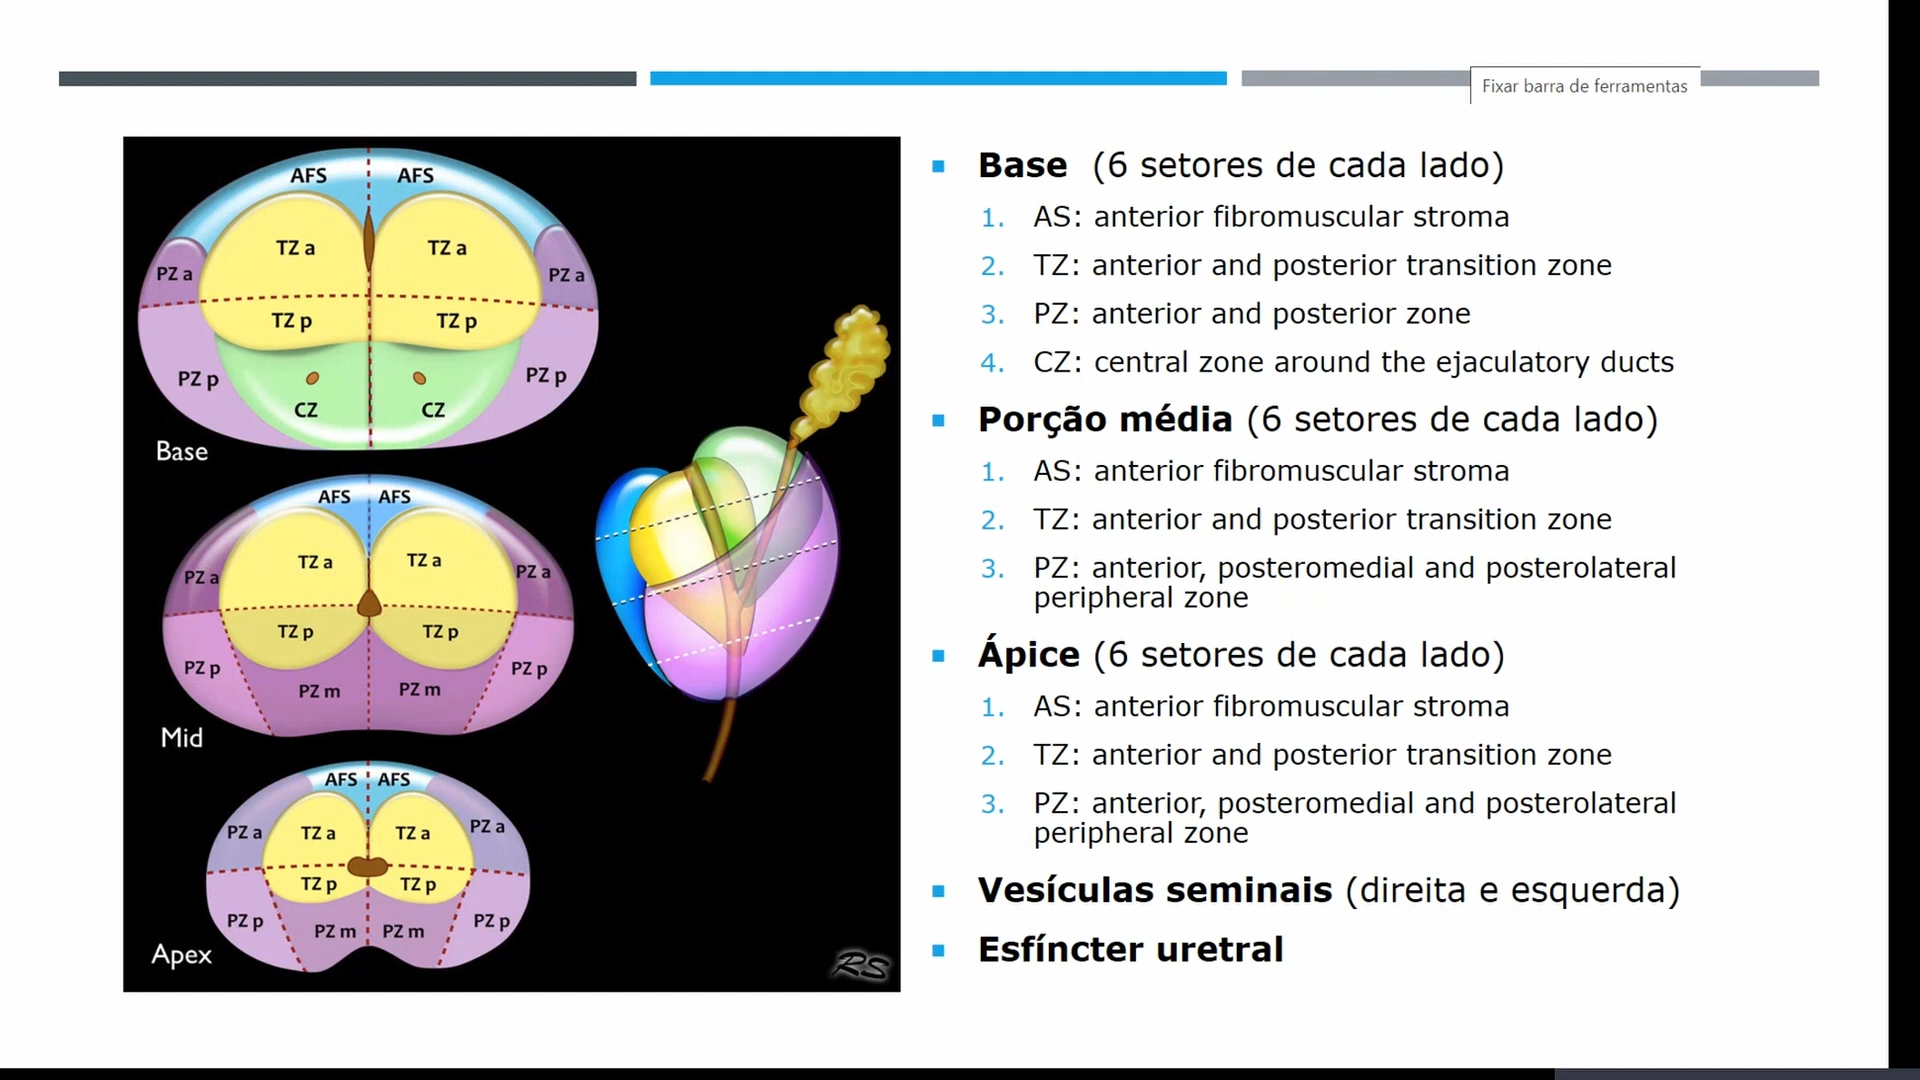 Fixar barra de ferramentas
AFS AFS
TZ a TZ a
PZ a PZ a
TZ p TZ p
PZ p PZ p
CZ CZ
Base
AFS AFS
TZ a TZ a
PZ a PZ a
TZ p TZ p
PZ p PZ p
PZ m PZ m
Mid
AFS AFS
PZ a TZ a TZ a PZ a
TZ p TZ p
PZ p PZ m PZ m PZ p
Apex
RS
Base (6 setores de cada lado)
1. AS: anterior fibromuscular stroma
2. TZ: anterior and posterior transition zone
3. PZ: anterior and posterior zone
4. CZ: central zone around the ejaculatory ducts
Porção média (6 setores de cada lado)
1. AS: anterior fibromuscular stroma
2. TZ: anterior and posterior transition zone
3. PZ: anterior, posteromedial and posterolateral
peripheral zone
Ápice (6 setores de cada lado)
1. AS: anterior fibromuscular stroma
2. TZ: anterior and posterior transition zone
3. PZ: anterior, posteromedial and posterolateral
peripheral zone
Vesículas seminais (direita e esquerda)
Esfíncter uretral